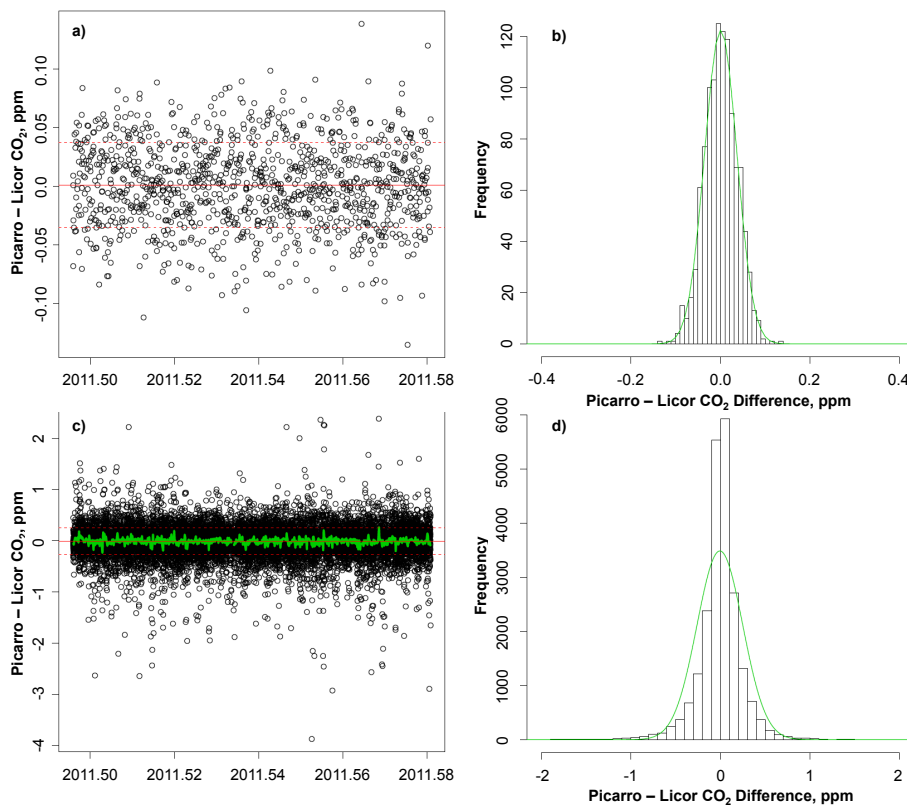 a)
Picarro – Licor CO₂, ppm
0.10
0.05
0.0
-0.05
-0.10
2011.50 2011.52 2011.54 2011.56 2011.58
b)
Frequency
120
100
80
60
40
20
0
-0.4 -0.2 0.0 0.2 0.4
Picarro – Licor CO₂ Difference, ppm
c)
Picarro – Licor CO₂, ppm
2
1
0
-1
-2
-3
-4
2011.50 2011.52 2011.54 2011.56 2011.58
d)
Frequency
6000
5000
4000
3000
2000
1000
0
-2 -1 0 1 2
Picarro – Licor CO₂ Difference, ppm